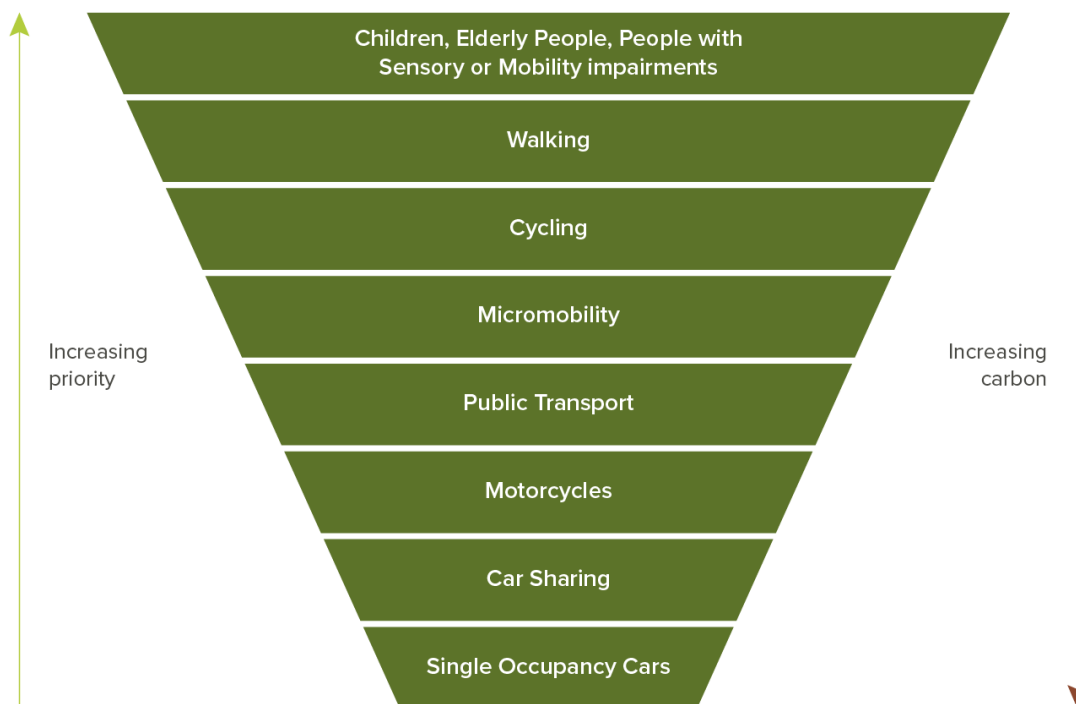 Children, Elderly People, People with
Sensory or Mobility impairments
Walking
Cycling
Micromobility
Increasing
priority
Increasing
carbon
Public Transport
Motorcycles
Car Sharing
Single Occupancy Cars